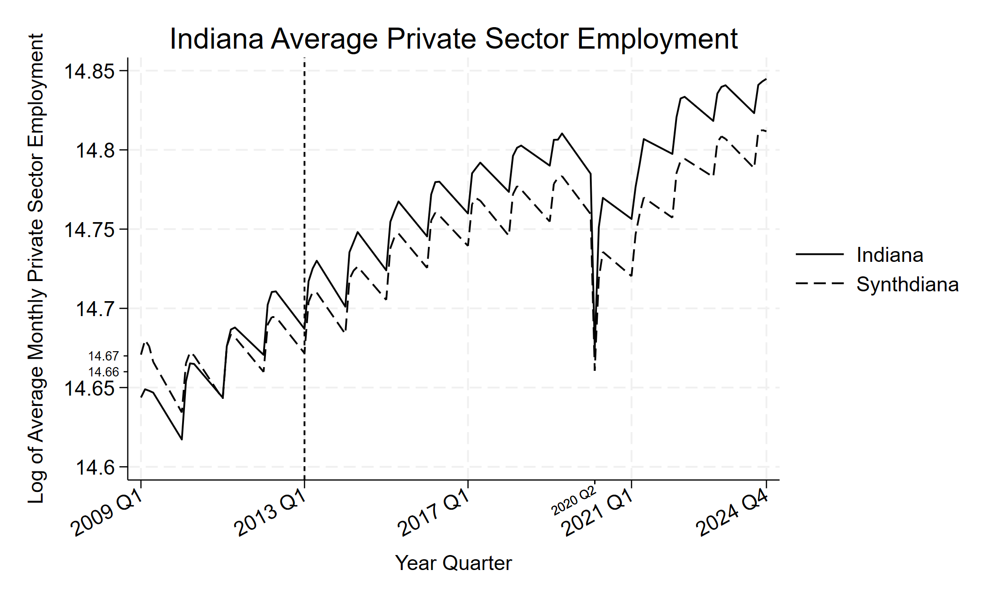 Indiana Average Private Sector Employment
Log of Average Monthly Private Sector Employment
14.85
14.8
14.75
14.7
14.67
14.66
14.65
14.6
2009 Q1
2013 Q1
2017 Q1
2020 Q2
2021 Q1
2024 Q4
Year Quarter
Indiana
Synthdiana